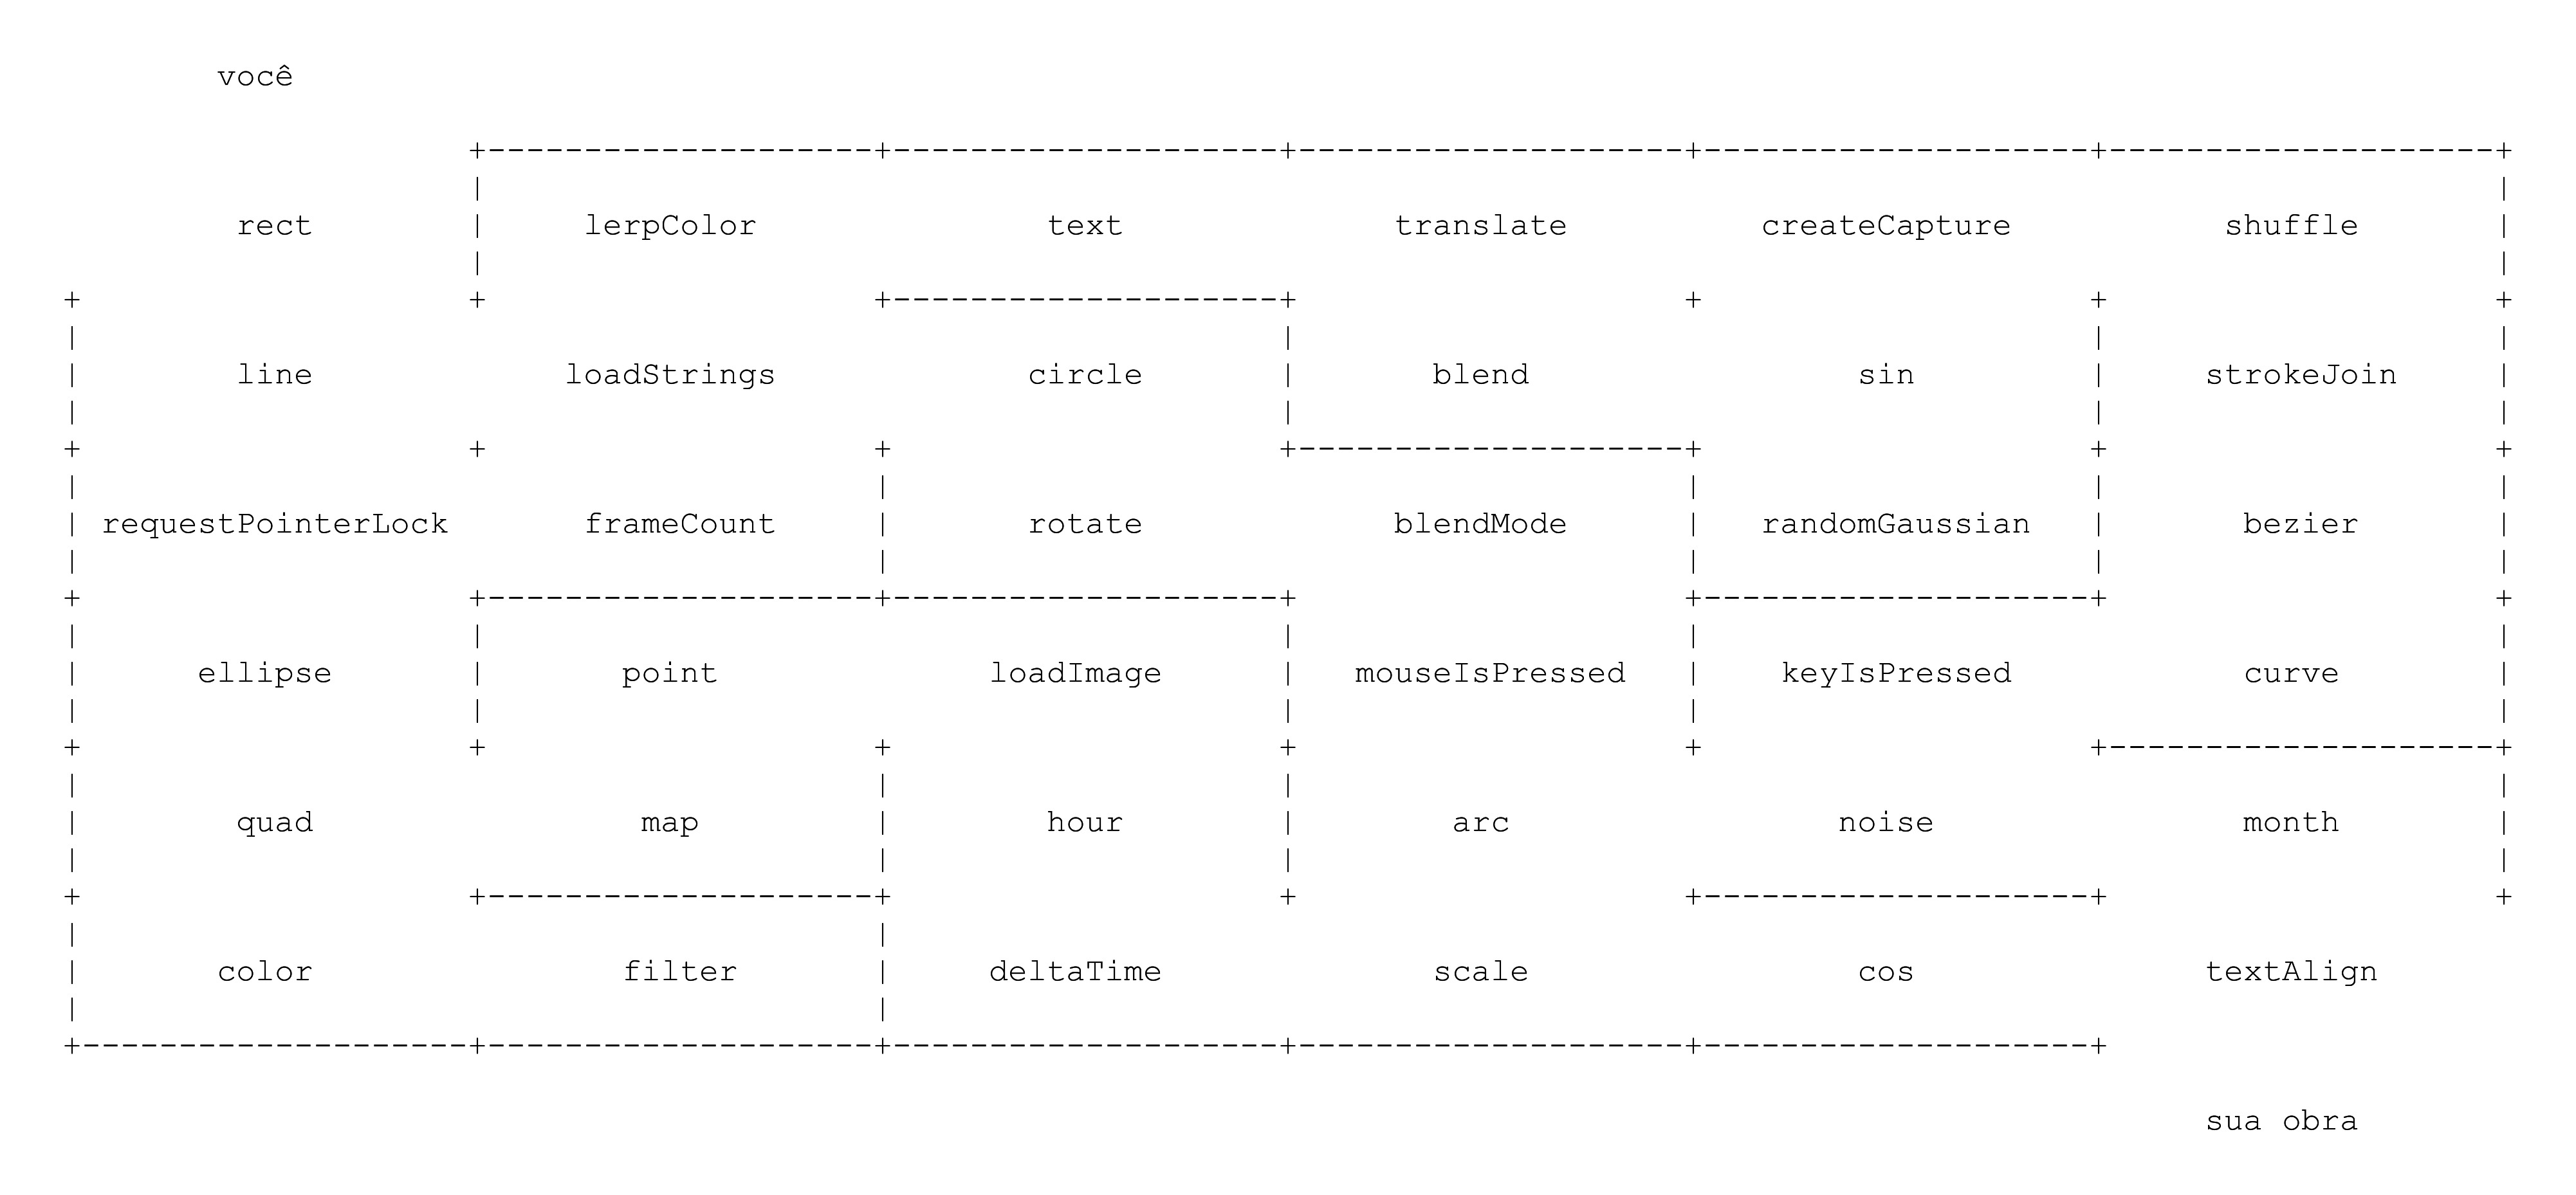 você
rect lerpColor text translate createCapture shuffle
line loadStrings circle blend sin strokeJoin
requestPointerLock frameCount rotate blendMode randomGaussian bezier
ellipse point loadImage mouseIsPressed keyIsPressed curve
quad map hour arc noise month
color filter deltaTime scale cos textAlign
sua obra